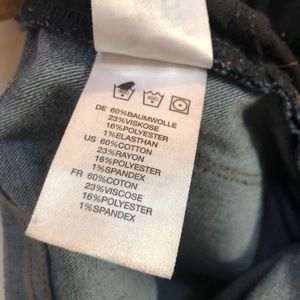 DE 60%BAUMWOLLE
23%VISKOSE
16%POLYESTER
1%ELASTHAN
US 60%COTTON
23%RAYON
16%POLYESTER
1%SPANDEX
FR 60%COTON
23%VISCOSE
16%POLYESTER
1%SPANDEX